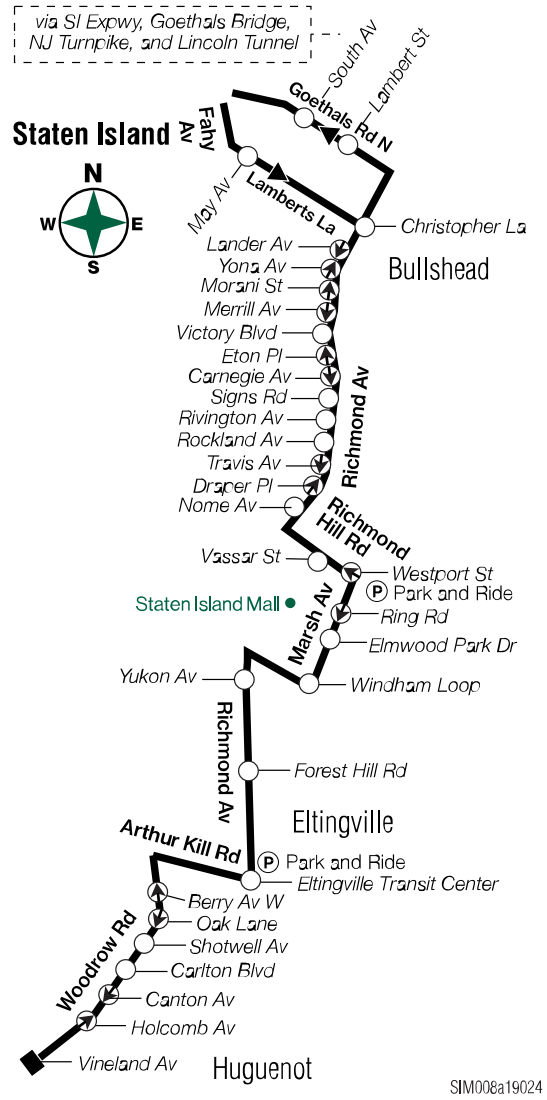 via SI Expwy, Goethals Bridge,
NJ Turnpike, and Lincoln Tunnel
South Av
Lambert St
Goethals Rd N
Fahy
Av
Staten Island
N
W
E
S
May Av
Lamberts La
Christopher La
Lander Av
Bullshead
Yona Av
Morani St
Merrill Av
Victory Blvd
Eton Pl
Carnegie Av
Signs Rd
Rivington Av
Richmond Av
Rockland Av
Travis Av
Draper Pl
Nome Av
Richmond
Hill Rd
Vassar St
Westport St
P Park and Ride
Staten Island Mall
Ring Rd
Marsh Av
Elmwood Park Dr
Yukon Av
Windham Loop
Richmond Av
Forest Hill Rd
Eltingville
Arthur Kill Rd
P Park and Ride
Eltingville Transit Center
Berry Av W
Oak Lane
Woodrow Rd
Shotwell Av
Carlton Blvd
Canton Av
Holcomb Av
Vineland Av
Huguenot
SIM008a19024